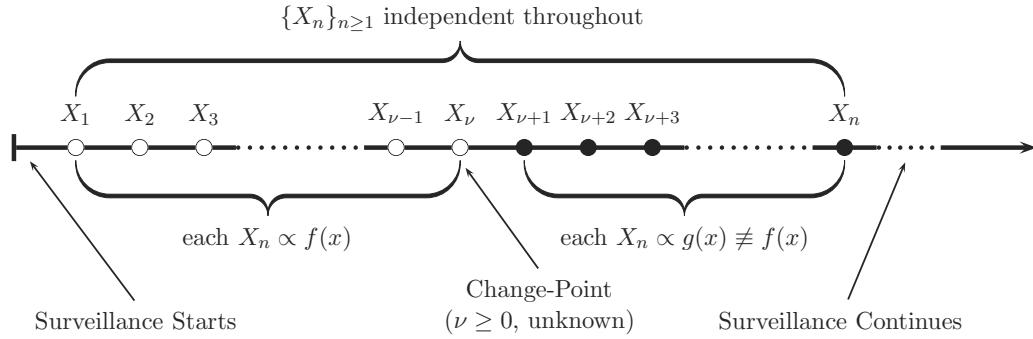 {X_n}_{n≥1} independent throughout
X_1 X_2 X_3 X_{ν−1} X_ν X_{ν+1} X_{ν+2} X_{ν+3} X_n
each X_n ∝ f(x) each X_n ∝ g(x) ≢ f(x)
Change-Point
Surveillance Starts (ν ≥ 0, unknown) Surveillance Continues